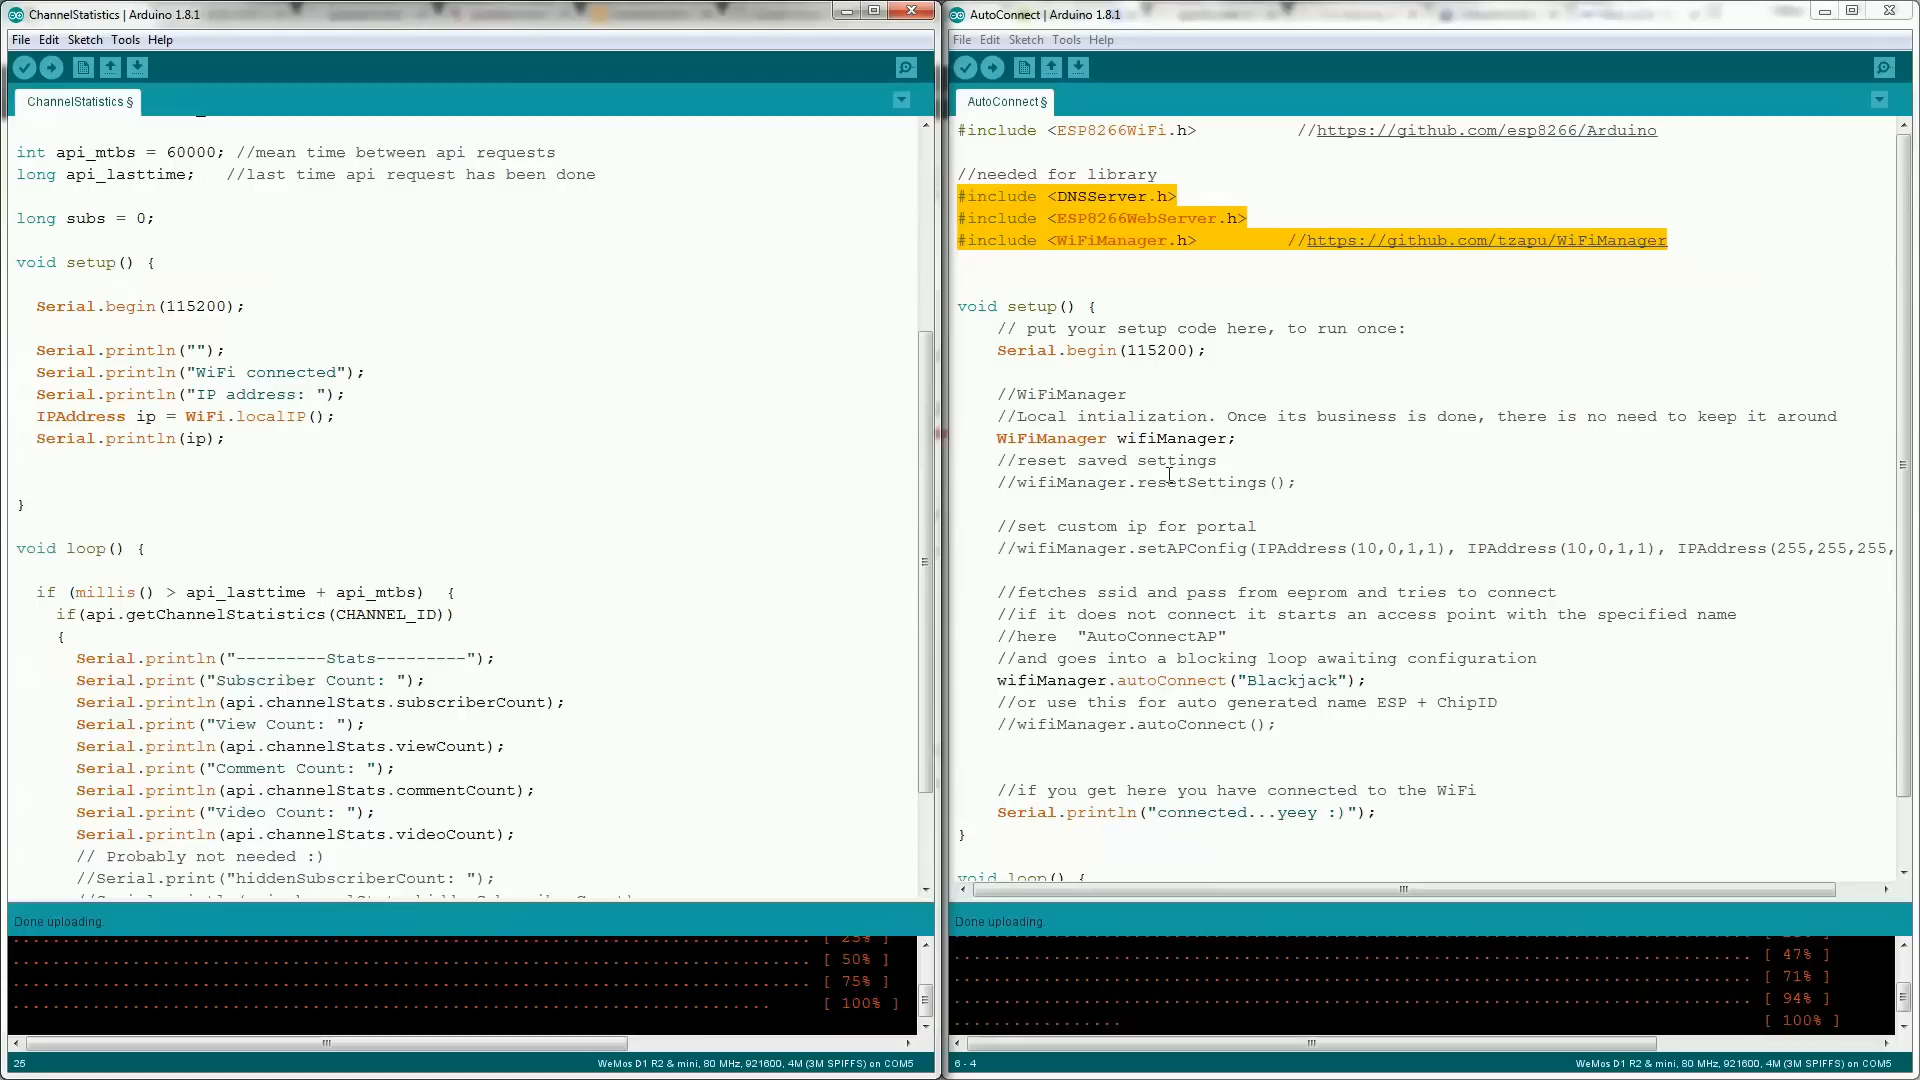 ChannelStatistics | Arduino 1.8.1
File Edit Sketch Tools Help
ChannelStatistics §
int api_mtbs = 60000; //mean time between api requests
long api_lasttime;   //last time api request has been done
long subs = 0;
void setup() {
Serial.begin(115200);
Serial.println("");
Serial.println("WiFi connected");
Serial.println("IP address: ");
IPAddress ip = WiFi.localIP();
Serial.println(ip);
}
void loop() {
if (millis() > api_lasttime + api_mtbs)  {
if(api.getChannelStatistics(CHANNEL_ID))
{
Serial.println("---------Stats---------");
Serial.print("Subscriber Count: ");
Serial.println(api.channelStats.subscriberCount);
Serial.print("View Count: ");
Serial.println(api.channelStats.viewCount);
Serial.print("Comment Count: ");
Serial.println(api.channelStats.commentCount);
Serial.print("Video Count: ");
Serial.println(api.channelStats.videoCount);
// Probably not needed :)
//Serial.print("hiddenSubscriberCount: ");
Done uploading.
[ 25% ]
[ 50% ]
[ 75% ]
[ 100% ]
25
WeMos D1 R2 & mini, 80 MHz, 921600, 4M (3M SPIFFS) on COM5
AutoConnect | Arduino 1.8.1
File Edit Sketch Tools Help
AutoConnect §
#include <ESP8266WiFi.h>          //https://github.com/esp8266/Arduino
//needed for library
#include <DNSServer.h>
#include <ESP8266WebServer.h>
#include <WiFiManager.h>         //https://github.com/tzapu/WiFiManager
void setup() {
// put your setup code here, to run once:
Serial.begin(115200);
//WiFiManager
//Local intialization. Once its business is done, there is no need to keep it around
WiFiManager wifiManager;
//reset saved settings
//wifiManager.resetSettings();
//set custom ip for portal
//wifiManager.setAPConfig(IPAddress(10,0,1,1), IPAddress(10,0,1,1), IPAddress(255,255,255,
//fetches ssid and pass from eeprom and tries to connect
//if it does not connect it starts an access point with the specified name
//here  "AutoConnectAP"
//and goes into a blocking loop awaiting configuration
wifiManager.autoConnect("Blackjack");
//or use this for auto generated name ESP + ChipID
//wifiManager.autoConnect();
//if you get here you have connected to the WiFi
Serial.println("connected...yeey :)");
}
void loop() {
Done uploading.
[ 47% ]
[ 71% ]
[ 94% ]
[ 100% ]
6 - 4
WeMos D1 R2 & mini, 80 MHz, 921600, 4M (3M SPIFFS) on COM5